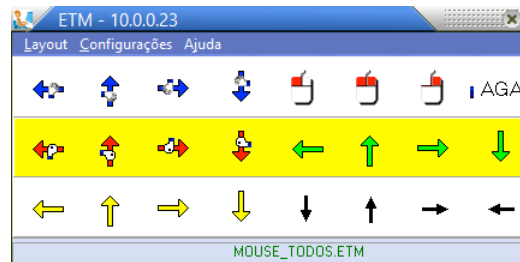 ETM - 10.0.0.23
Layout Configurações Ajuda
AGA
MOUSE_TODOS.ETM